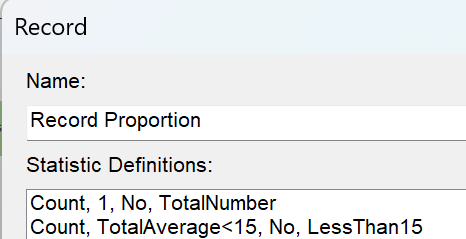 Record
Name:
Record Proportion
Statistic Definitions:
Count, 1, No, TotalNumber
Count, TotalAverage<15, No, LessThan15